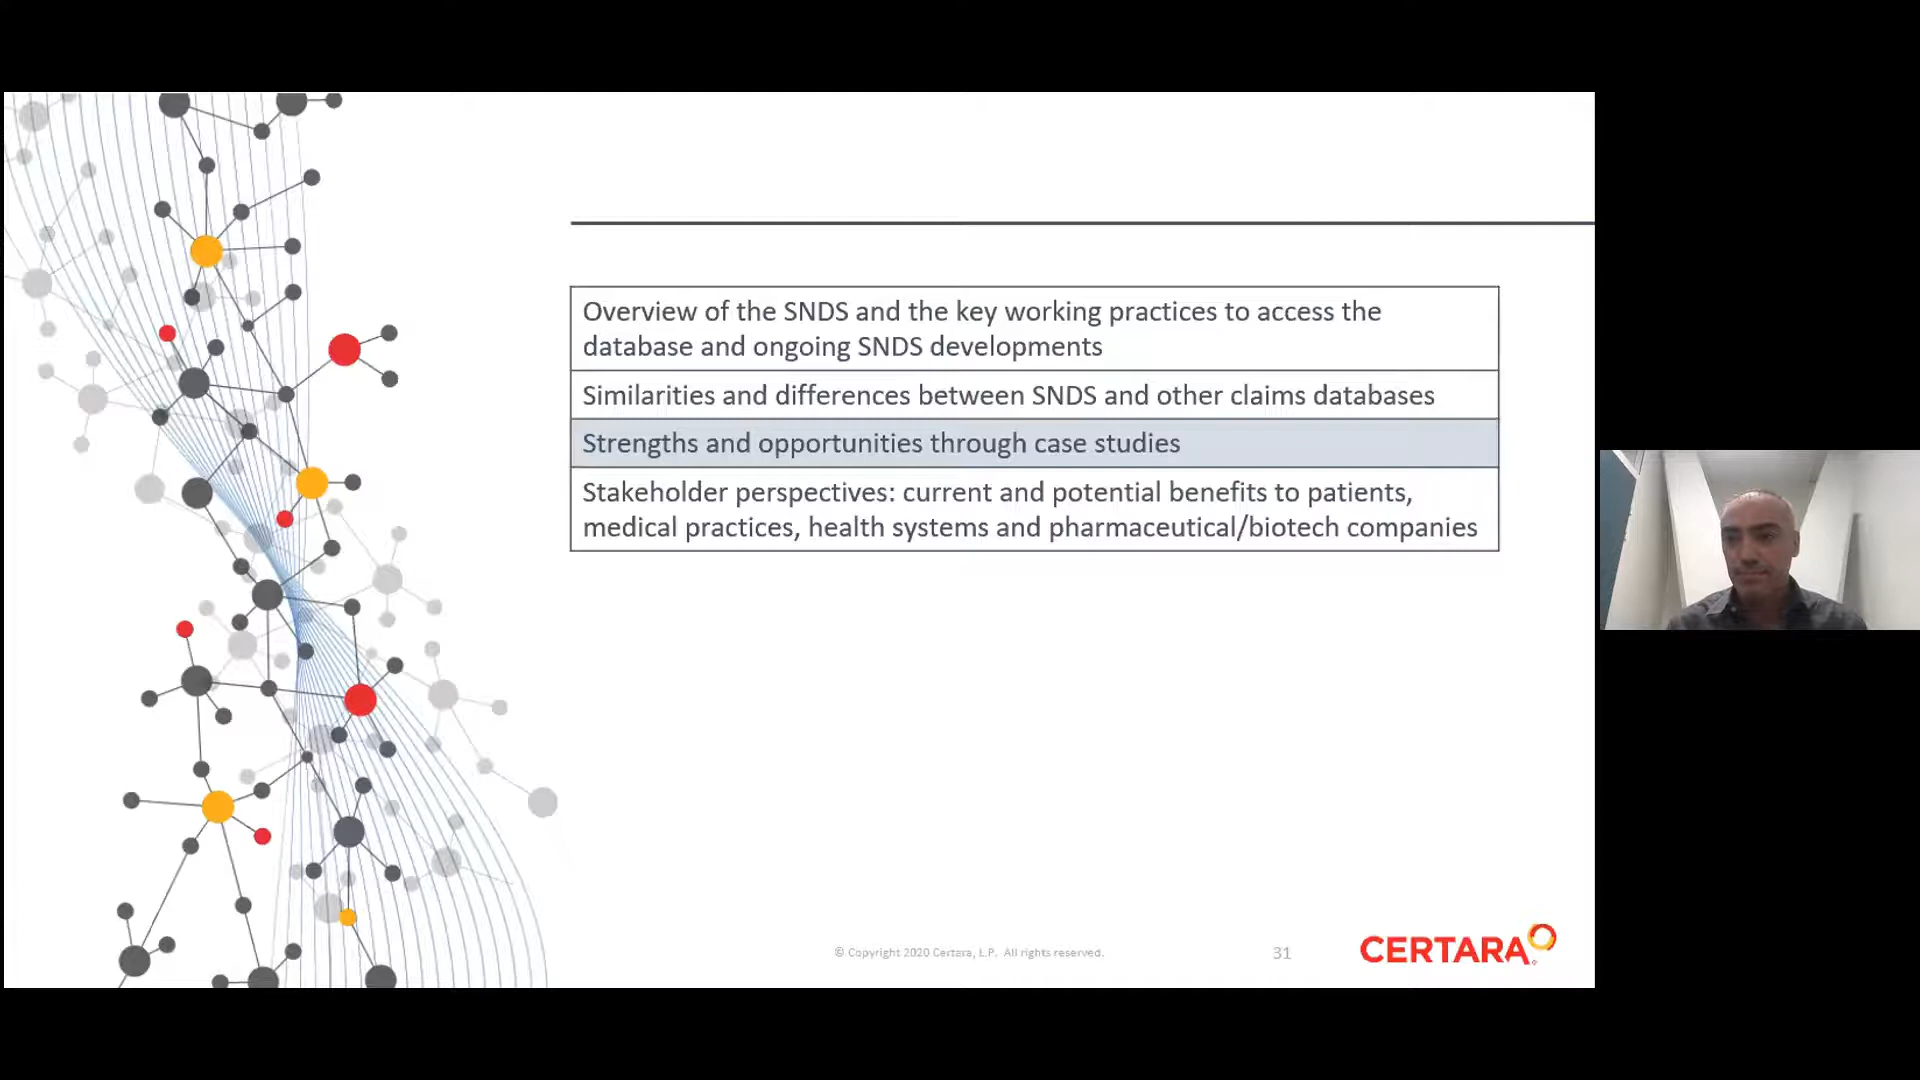 Overview of the SNDS and the key working practices to access the
database and ongoing SNDS developments
Similarities and differences between SNDS and other claims databases
Strengths and opportunities through case studies
Stakeholder perspectives: current and potential benefits to patients,
medical practices, health systems and pharmaceutical/biotech companies
© Copyright 2020 Certara, L.P. All rights reserved.
31
CERTARA